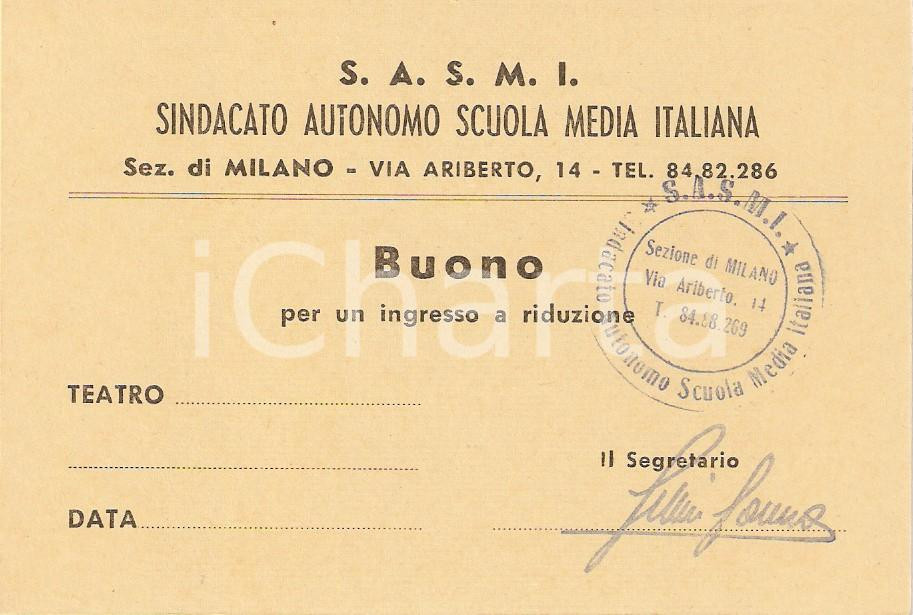 S. A. S. M. I.
SINDACATO AUTONOMO SCUOLA MEDIA ITALIANA
Sez. di MILANO - VIA ARIBERTO, 14 - TEL. 84.82.286
★ S.A.S.M.I. ★
Sindacato Autonomo Scuola Media Italiana
Sezione di MILANO
Via Ariberto, 14
T. 84.88.269
Buono
per un ingresso a riduzione
iCharta
TEATRO
Il Segretario
DATA